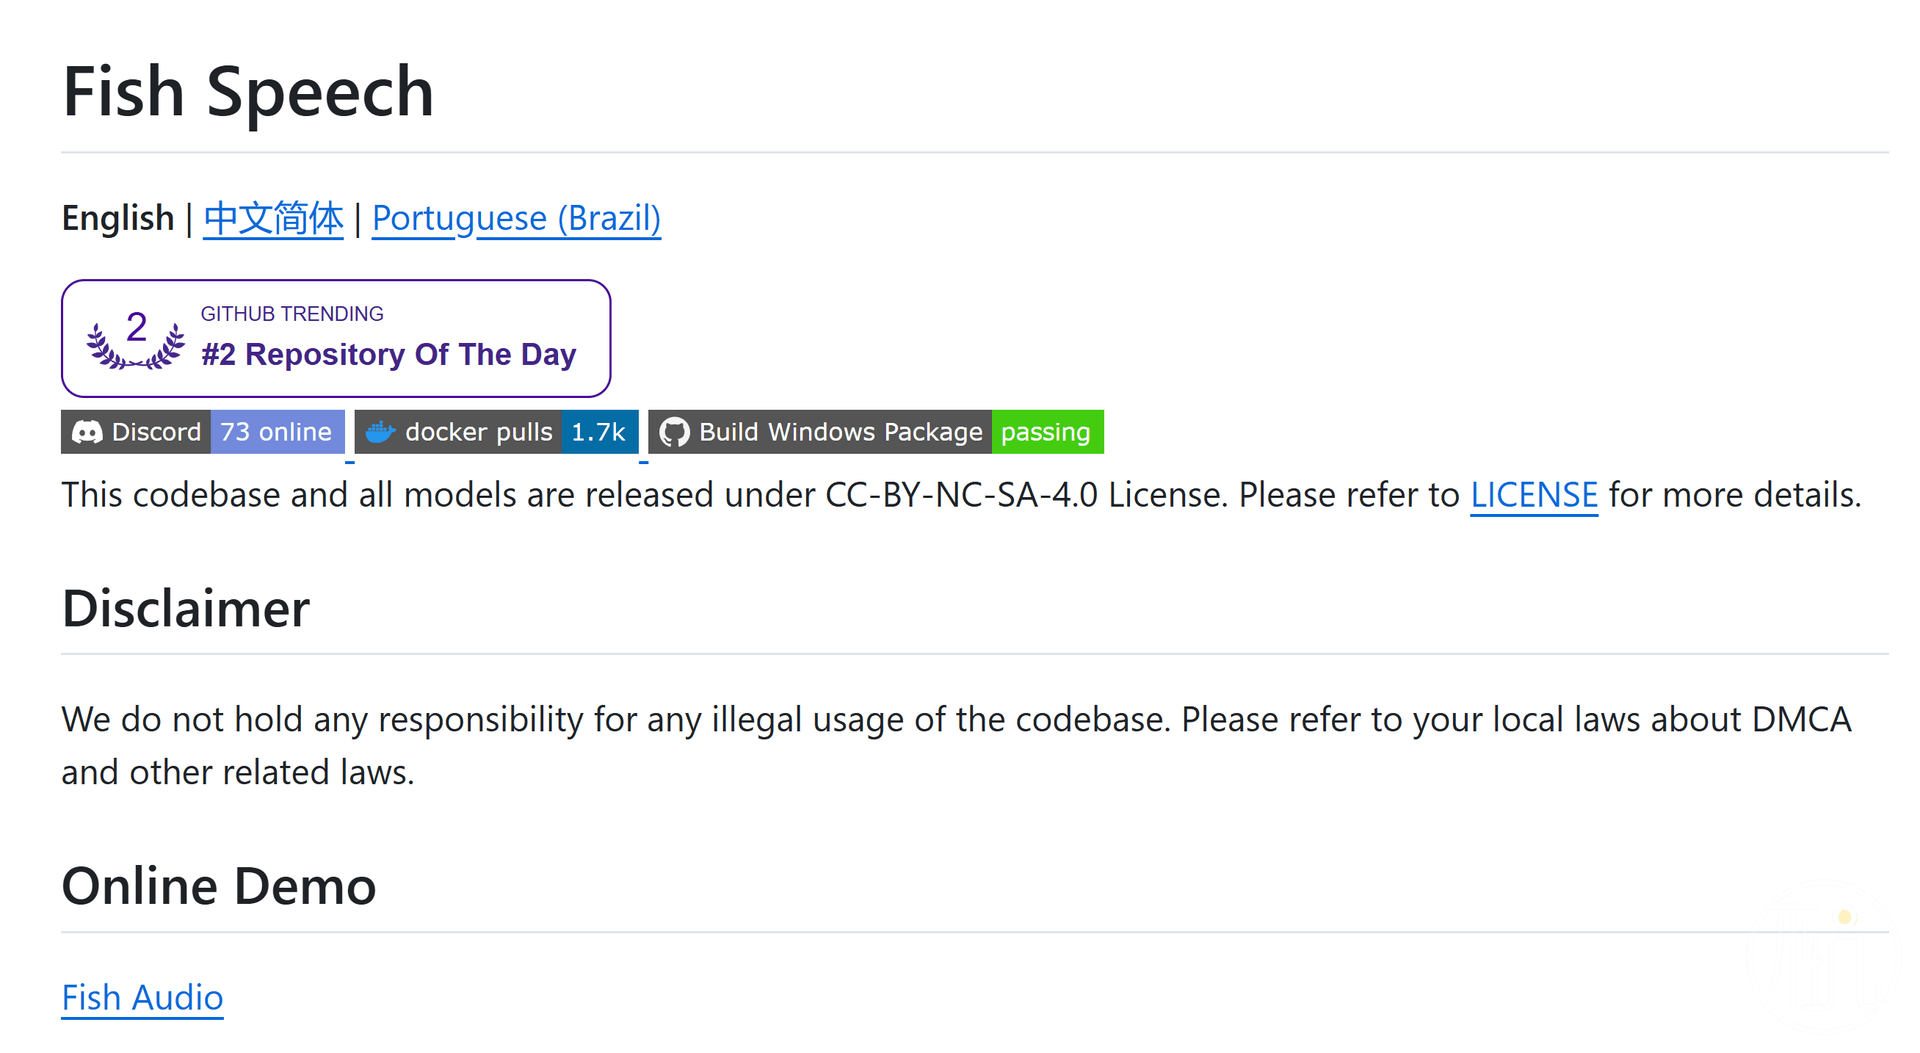 Fish Speech
English | 中文简体 | Portuguese (Brazil)
2
GITHUB TRENDING
#2 Repository Of The Day
Discord 73 online docker pulls 1.7k Build Windows Package passing
This codebase and all models are released under CC-BY-NC-SA-4.0 License. Please refer to LICENSE for more details.
Disclaimer
We do not hold any responsibility for any illegal usage of the codebase. Please refer to your local laws about DMCA
and other related laws.
Online Demo
Fish Audio